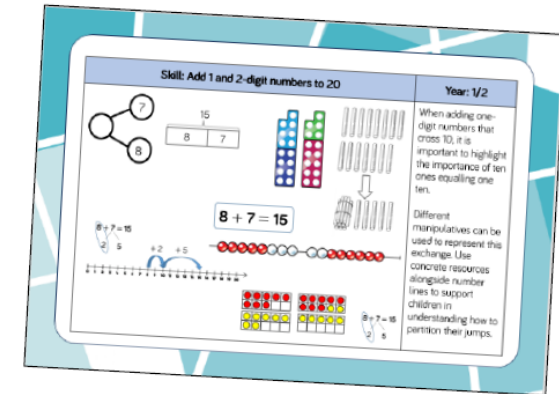 Skill: Add 1 and 2-digit numbers to 20
Year: 1/2
7
8
15
8 7
8 + 7 = 15
8 + 7 = 15
2 5
+2 +5
8 + 7 = 15
2 5
When adding one-
digit numbers that
cross 10, it is
important to highlight
the importance of ten
ones equalling one
ten.
Different
manipulatives can be
used to represent this
exchange. Use
concrete resources
alongside number
lines to support
children in
understanding how to
partition their jumps.